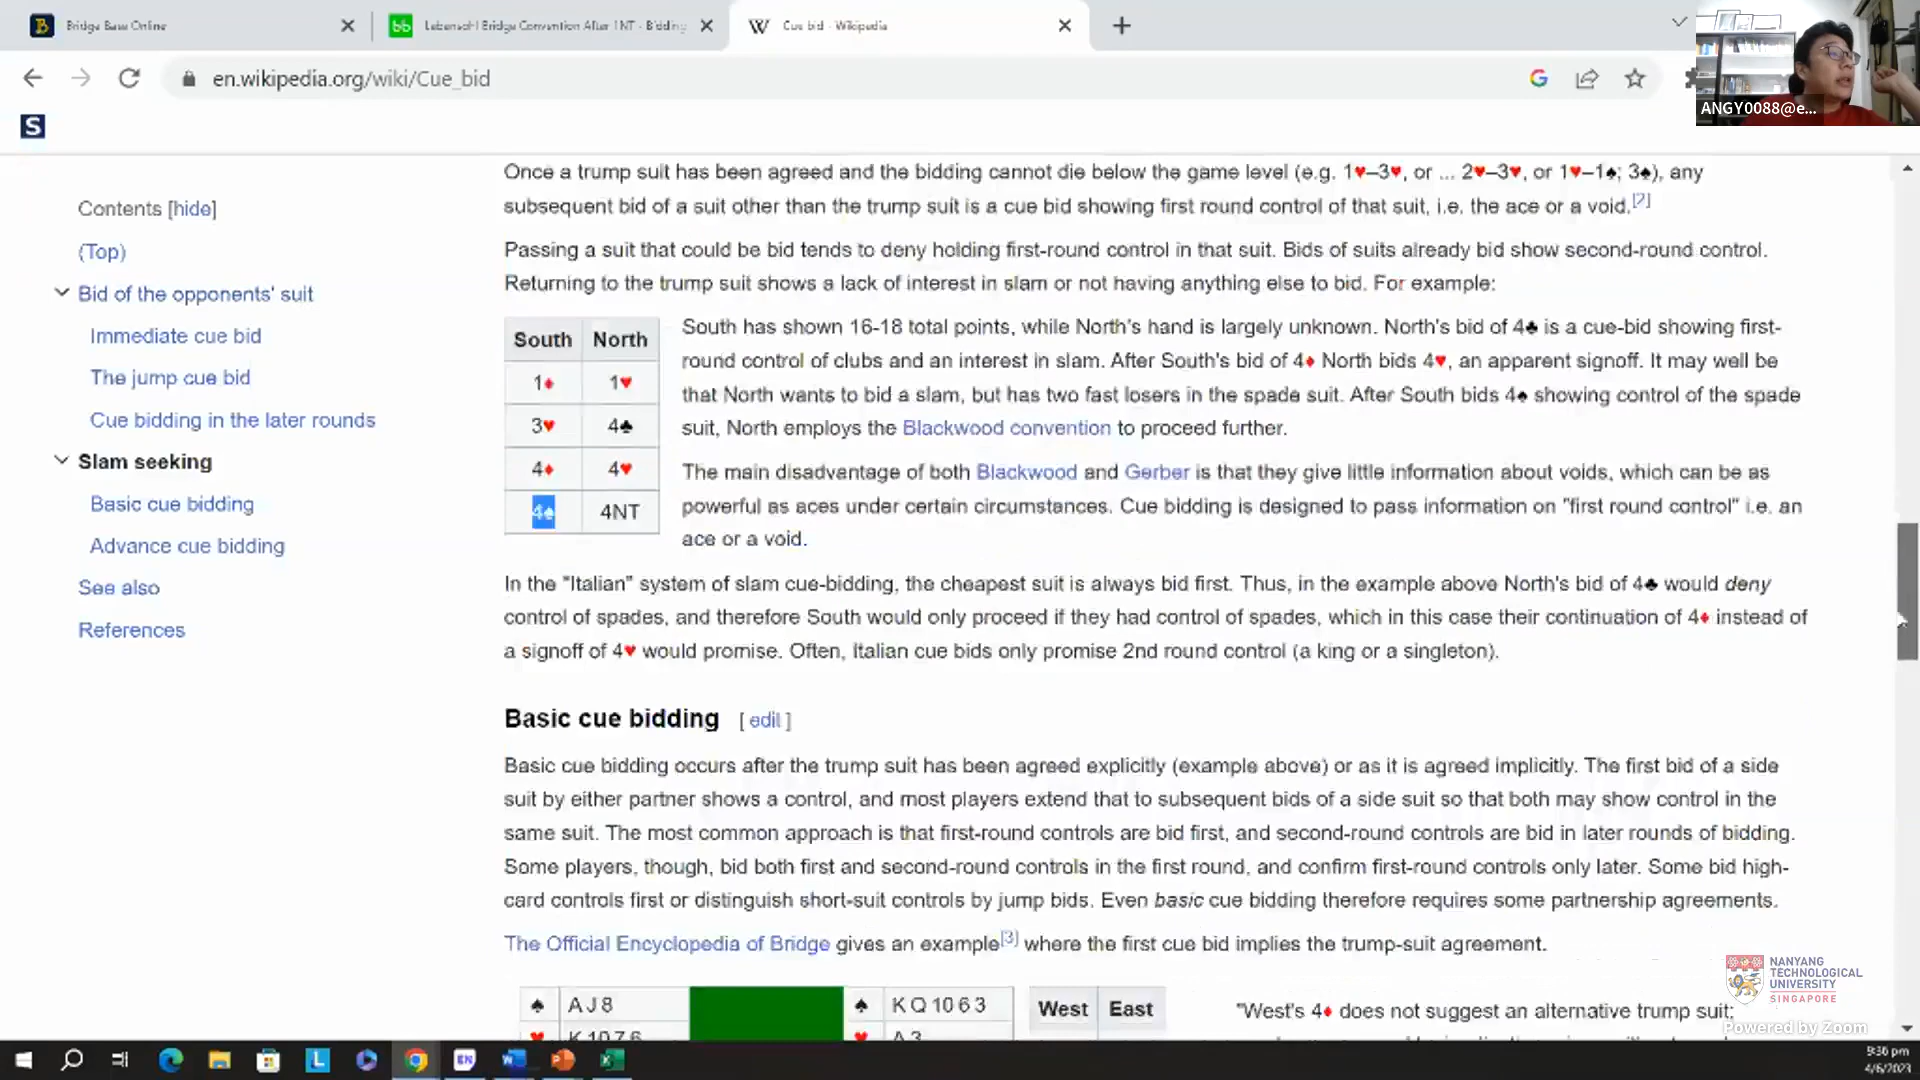 Bridge Base Online
Lebensohl Bridge Convention After 1NT - Bidding
Cue bid - Wikipedia
en.wikipedia.org/wiki/Cue_bid
ANGY0088@e...
S
Contents [hide]
(Top)
Bid of the opponents' suit
Immediate cue bid
The jump cue bid
Cue bidding in the later rounds
Slam seeking
Basic cue bidding
Advance cue bidding
See also
References
Once a trump suit has been agreed and the bidding cannot die below the game level (e.g. 1♥–3♥, or ... 2♥–3♥, or 1♥–1♠; 3♠), any
subsequent bid of a suit other than the trump suit is a cue bid showing first round control of that suit, i.e. the ace or a void.[2]
Passing a suit that could be bid tends to deny holding first-round control in that suit. Bids of suits already bid show second-round control.
Returning to the trump suit shows a lack of interest in slam or not having anything else to bid. For example:
South North
1♦ 1♥
3♥ 4♣
4♦ 4♥
4♠ 4NT
South has shown 16-18 total points, while North's hand is largely unknown. North's bid of 4♣ is a cue-bid showing first-
round control of clubs and an interest in slam. After South's bid of 4♦ North bids 4♥, an apparent signoff. It may well be
that North wants to bid a slam, but has two fast losers in the spade suit. After South bids 4♠ showing control of the spade
suit, North employs the Blackwood convention to proceed further.
The main disadvantage of both Blackwood and Gerber is that they give little information about voids, which can be as
powerful as aces under certain circumstances. Cue bidding is designed to pass information on "first round control" i.e. an
ace or a void.
In the "Italian" system of slam cue-bidding, the cheapest suit is always bid first. Thus, in the example above North's bid of 4♣ would deny
control of spades, and therefore South would only proceed if they had control of spades, which in this case their continuation of 4♦ instead of
a signoff of 4♥ would promise. Often, Italian cue bids only promise 2nd round control (a king or a singleton).
Basic cue bidding [ edit ]
Basic cue bidding occurs after the trump suit has been agreed explicitly (example above) or as it is agreed implicitly. The first bid of a side
suit by either partner shows a control, and most players extend that to subsequent bids of a side suit so that both may show control in the
same suit. The most common approach is that first-round controls are bid first, and second-round controls are bid in later rounds of bidding.
Some players, though, bid both first and second-round controls in the first round, and confirm first-round controls only later. Some bid high-
card controls first or distinguish short-suit controls by jump bids. Even basic cue bidding therefore requires some partnership agreements.
The Official Encyclopedia of Bridge gives an example[3] where the first cue bid implies the trump-suit agreement.
♠ A J 8 ♠ K Q 10 6 3 West East "West's 4♦ does not suggest an alternative trump suit;
♥ K 10 7 6 ♥ A 3
NANYANG
TECHNOLOGICAL
UNIVERSITY
SINGAPORE
Powered by Zoom
9:36 pm
4/6/2023